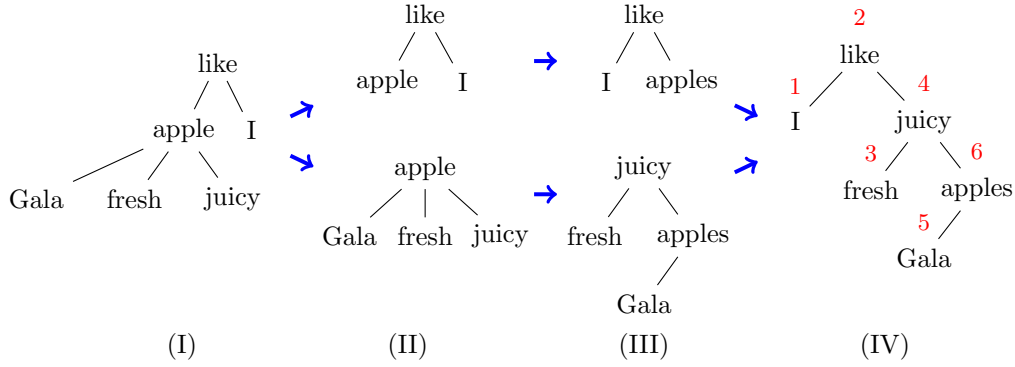 like
apple I
Gala fresh juicy
(I)
like
apple I
apple
Gala fresh juicy
(II)
like
I apples
juicy
fresh apples
Gala
(III)
2
like
1 4
I juicy
3 6
fresh apples
5
Gala
(IV)